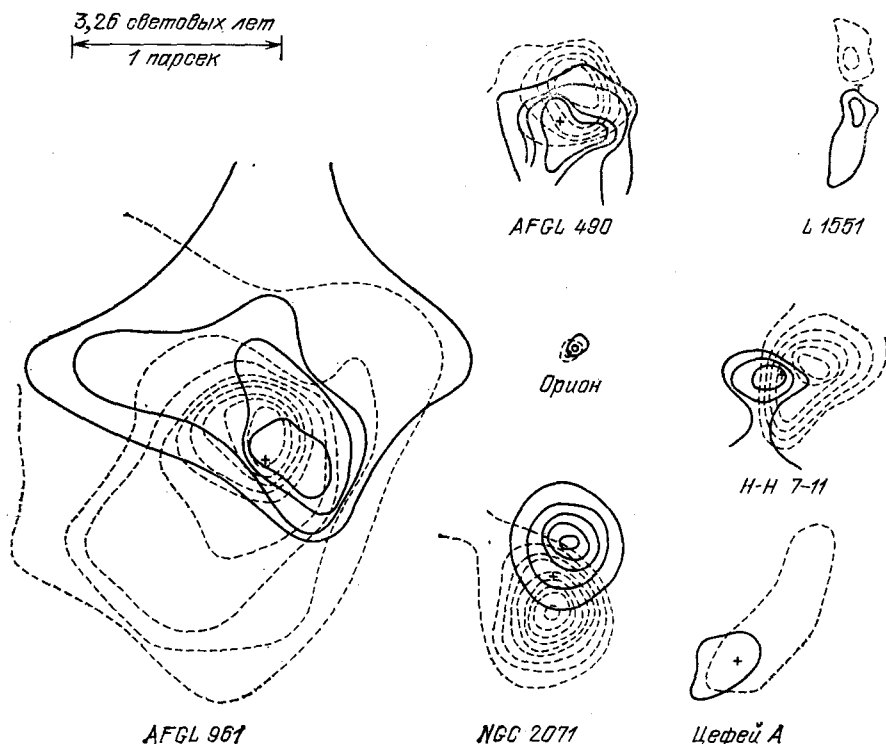 3,26 световых лет
1 парсек
AFGL 490
L 1551
Орион
H-H 7-11
AFGL 961
NGC 2071
Цефей А